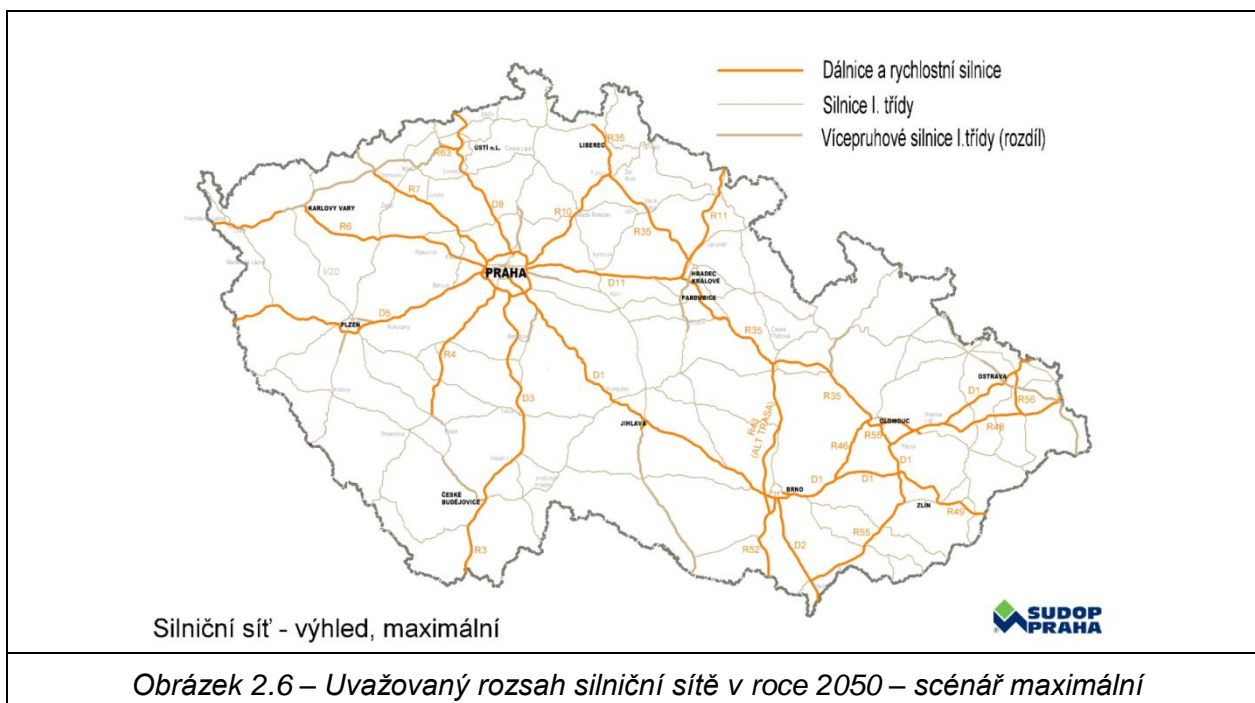 Dálnice a rychlostní silnice
Silnice I. třídy
Vícepruhové silnice I.třídy (rozdíl)
R35
R63
ÚSTÍ n.L.
LIBEREC
R7
D8
R10
R35
R11
KARLOVY VARY
R6
I/20
PRAHA
D11
HRADEC
KRÁLOVÉ
PARDUBICE
D5
PLZEŇ
Rokycany
R4
R35
D1
D3
Humpolec
JIHLAVA
R43
(ALT TRASA)
R35
OSTRAVA
D1
R56
OLOMOUC
R55
R48
R46
D1
ČESKÉ
BUDĚJOVICE
BRNO
D1
D1
ZLÍN
R49
R55
R3
R52
D2
Silniční síť - výhled, maximální
SUDOP
PRAHA
Obrázek 2.6 – Uvažovaný rozsah silniční sítě v roce 2050 – scénář maximální